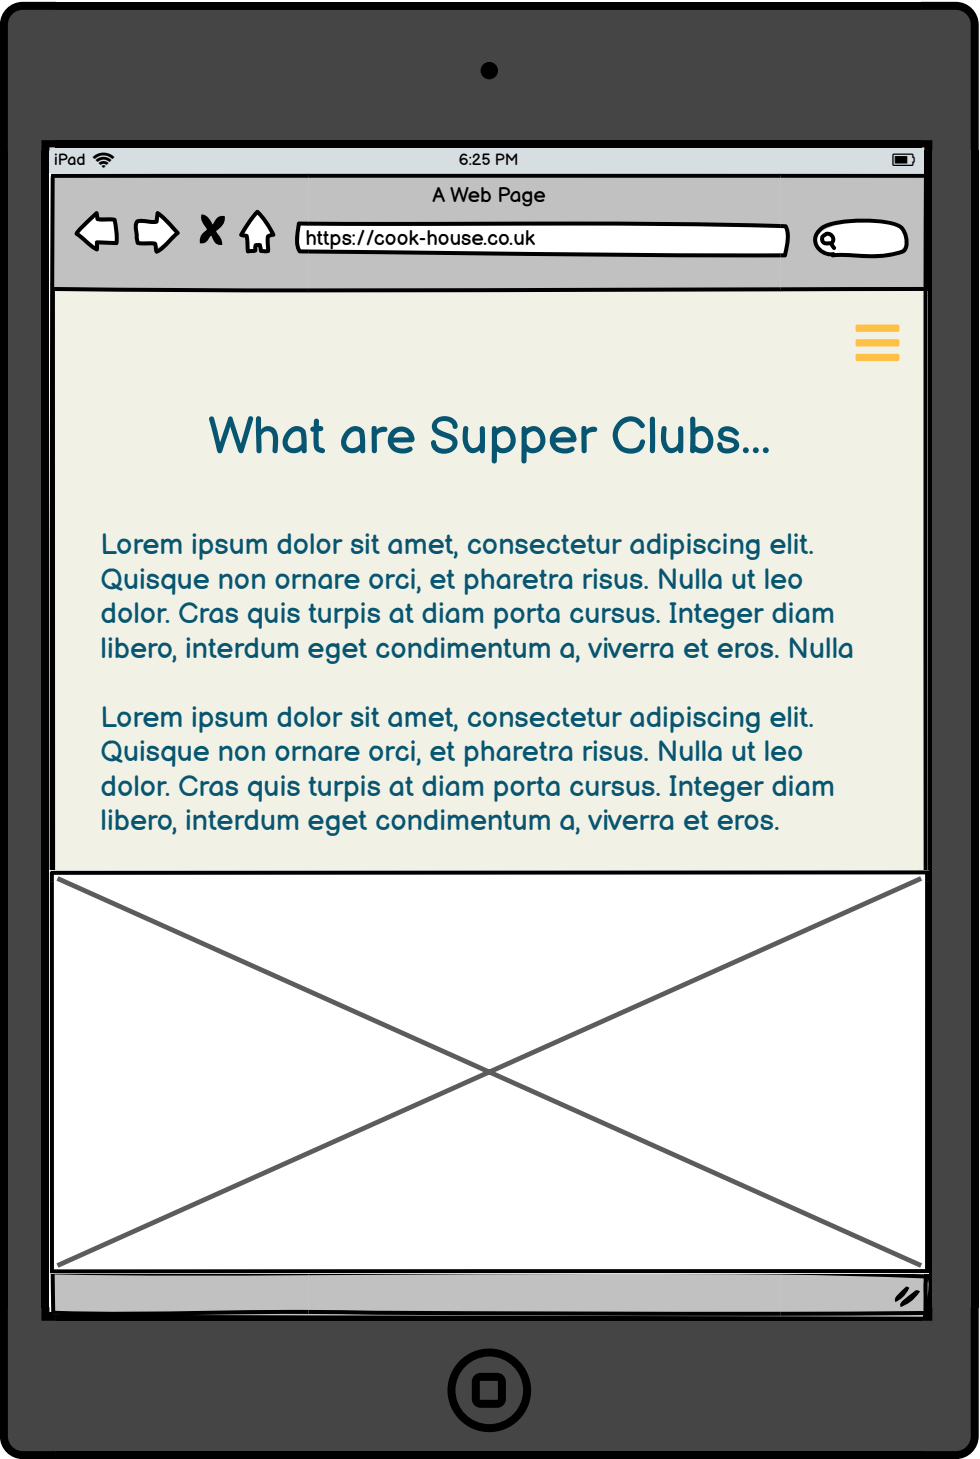 iPad
6:25 PM
A Web Page
https://cook-house.co.uk
What are Supper Clubs...
Lorem ipsum dolor sit amet, consectetur adipiscing elit.
Quisque non ornare orci, et pharetra risus. Nulla ut leo
dolor. Cras quis turpis at diam porta cursus. Integer diam
libero, interdum eget condimentum a, viverra et eros. Nulla
Lorem ipsum dolor sit amet, consectetur adipiscing elit.
Quisque non ornare orci, et pharetra risus. Nulla ut leo
dolor. Cras quis turpis at diam porta cursus. Integer diam
libero, interdum eget condimentum a, viverra et eros.